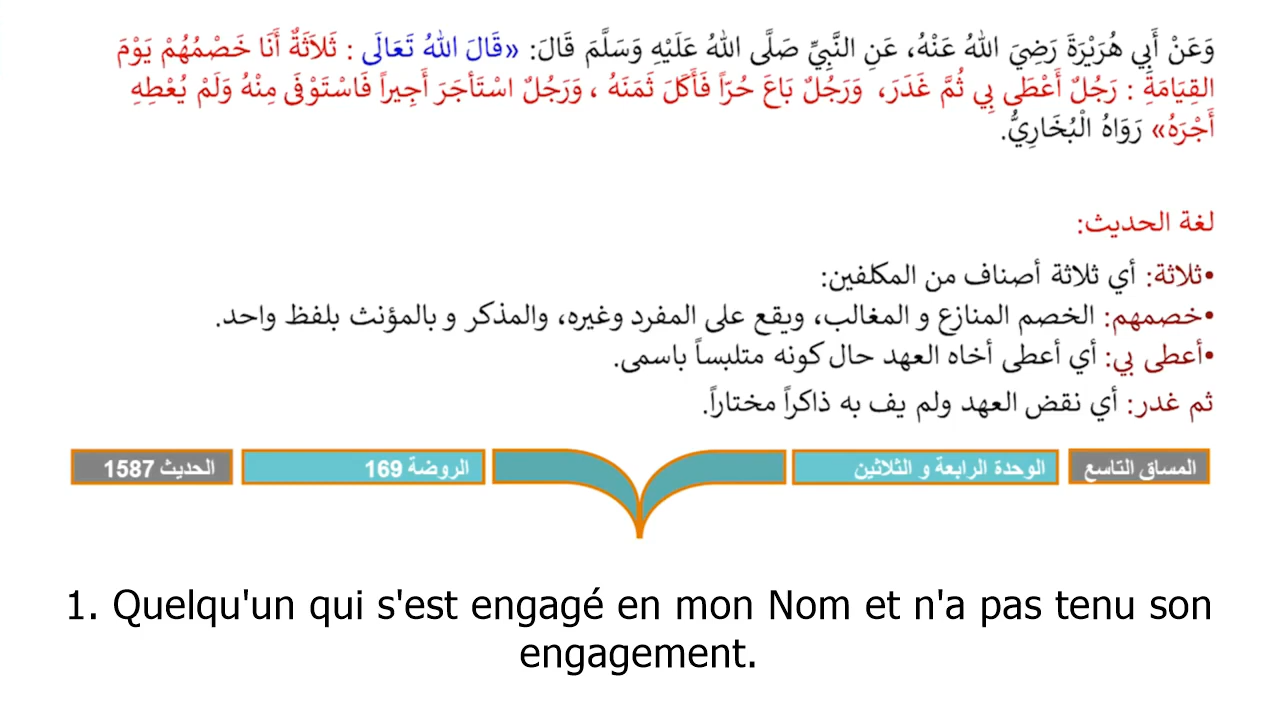 وَعَنْ أَبِي هُرَيْرَةَ رَضِيَ اللهُ عَنْهُ، عَنِ النَّبِيِّ صَلَّى اللهُ عَلَيْهِ وَسَلَّمَ قَالَ: «قَالَ اللهُ تَعَالَى : ثَلاَثَةٌ أَنَا خَصْمُهُمْ يَوْمَ
القِيَامَةِ : رَجُلٌ أَعْطَى بِي ثُمَّ غَدَرَ، وَرَجُلٌ بَاعَ حُرّاً فَأَكَلَ ثَمَنَهُ ، وَرَجُلٌ اسْتَأجَرَ أَجِيراً فَاسْتَوْفَى مِنْهُ وَلَمْ يُعْطِهِ
أَجْرَهُ» رَوَاهُ الْبُخَارِيُّ.
لغة الحديث:
•ثلاثة: أي ثلاثة أصناف من المكلفين:
•خصمهم: الخصم المنازع و المغالب، ويقع على المفرد وغيره، والمذكر و بالمؤنث بلفظ واحد.
•أعطى بي: أي أعطى أخاه العهد حال كونه متلبساً باسمى.
ثم غدر: أي نقض العهد ولم يف به ذاكراً مختاراً.
المساق التاسع
الوحدة الرابعة و الثلاثين
الروضة 169
الحديث 1587
1. Quelqu'un qui s'est engagé en mon Nom et n'a pas tenu son
engagement.